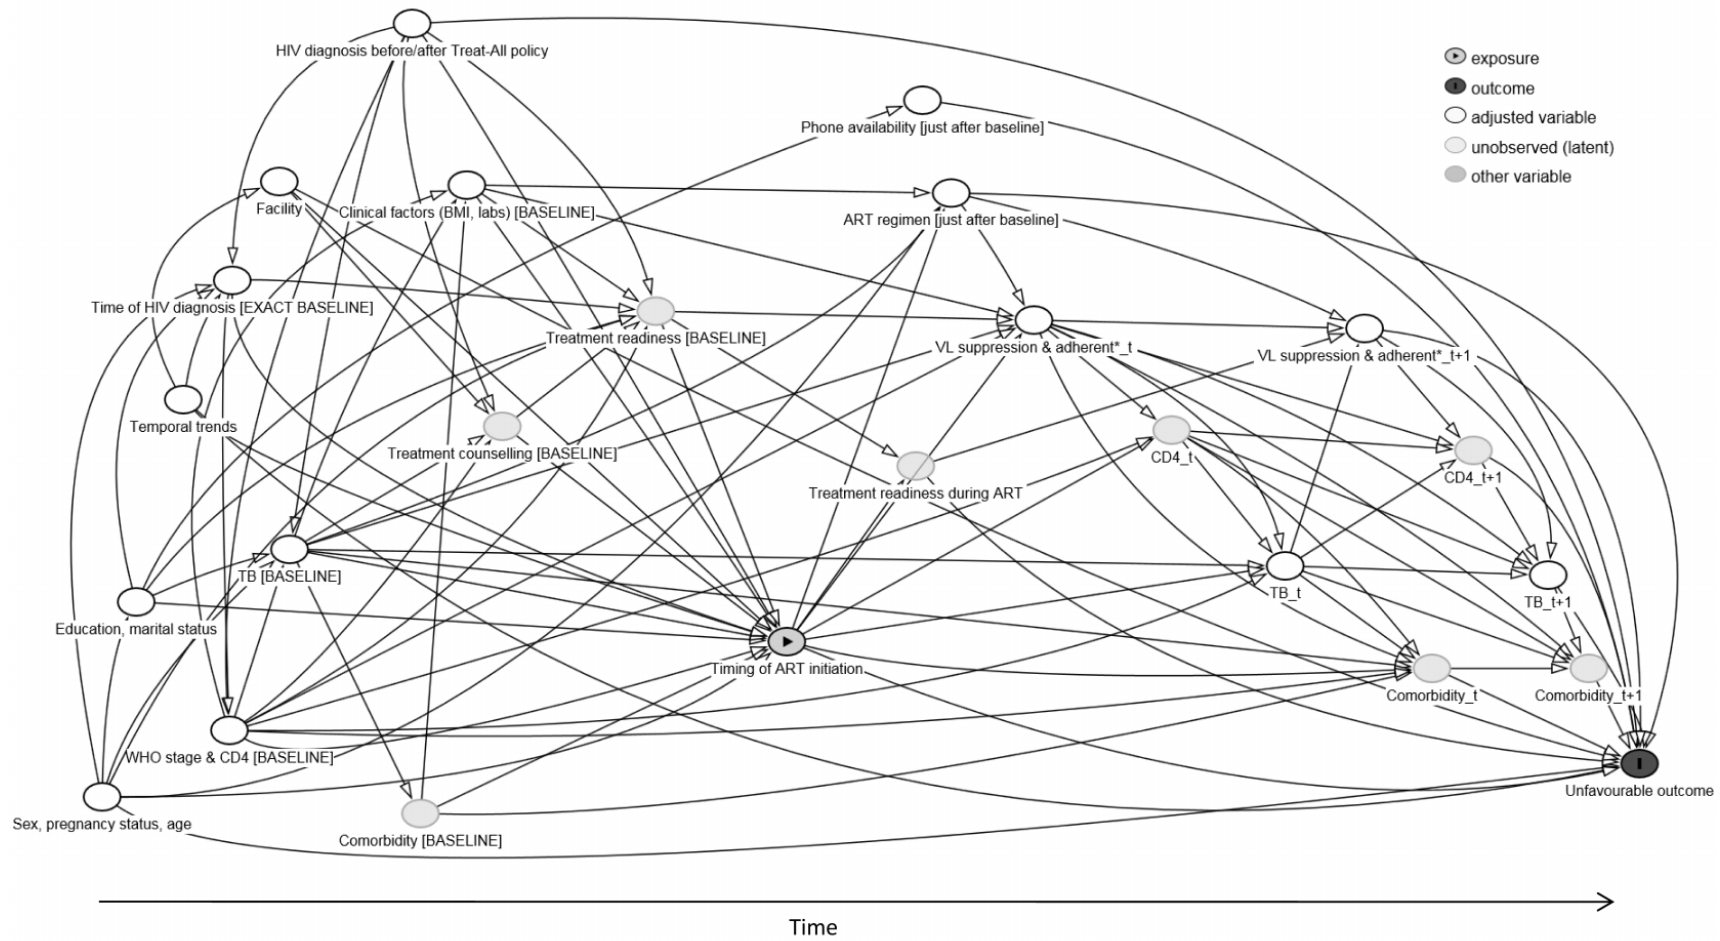 HIV diagnosis before/after Treat-All policy
exposure
outcome
adjusted variable
unobserved (latent)
other variable
Phone availability [just after baseline]
Facility
Clinical factors (BMI, labs) [BASELINE]
ART regimen [just after baseline]
Time of HIV diagnosis [EXACT BASELINE]
Treatment readiness [BASELINE]
VL suppression & adherent*_t
VL suppression & adherent*_t+1
Temporal trends
Treatment counselling [BASELINE]
CD4_t
CD4_t+1
Treatment readiness during ART
TB [BASELINE]
TB_t
TB_t+1
Education, marital status
Timing of ART initiation
Comorbidity_t
Comorbidity_t+1
WHO stage & CD4 [BASELINE]
Unfavourable outcome
Sex, pregnancy status, age
Comorbidity [BASELINE]
Time